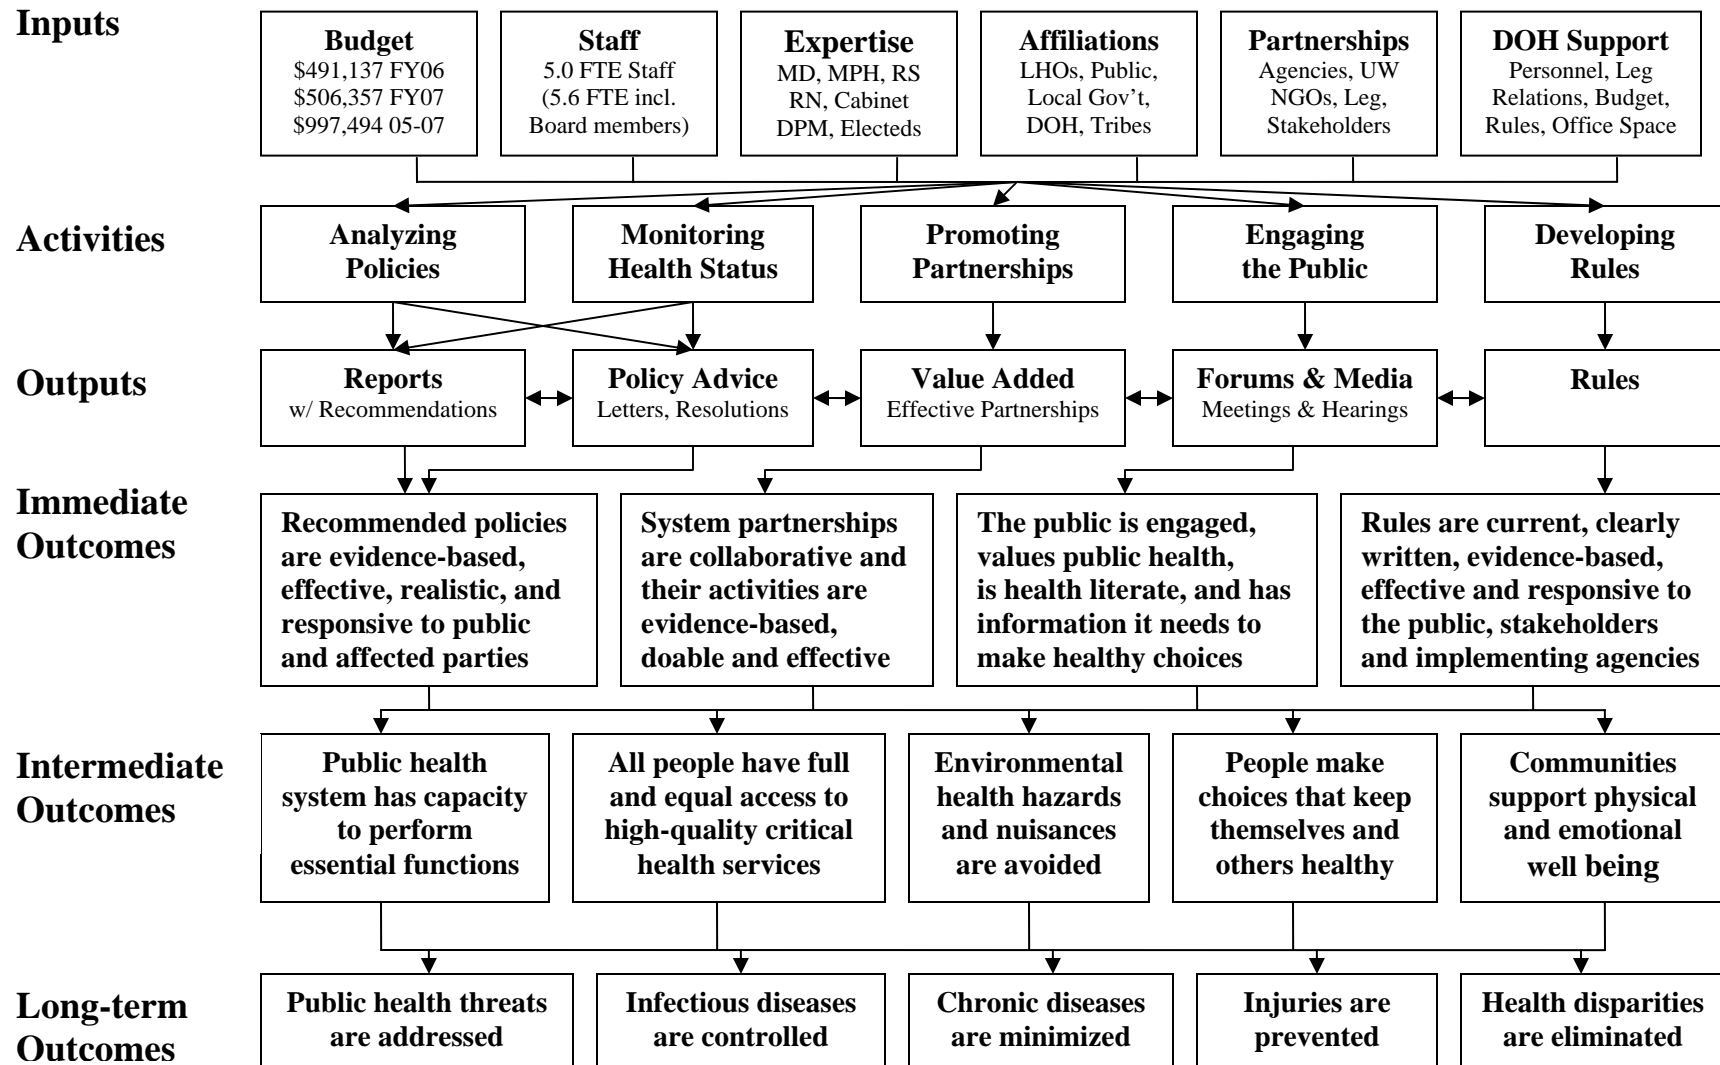 Inputs
Budget
$491,137 FY06
$506,357 FY07
$997,494 05-07
Staff
5.0 FTE Staff
(5.6 FTE incl.
Board members)
Expertise
MD, MPH, RS
RN, Cabinet
DPM, Electeds
Affiliations
LHOs, Public,
Local Gov't,
DOH, Tribes
Partnerships
Agencies, UW
NGOs, Leg,
Stakeholders
DOH Support
Personnel, Leg
Relations, Budget,
Rules, Office Space
Activities
Analyzing
Policies
Monitoring
Health Status
Promoting
Partnerships
Engaging
the Public
Developing
Rules
Outputs
Reports
w/ Recommendations
Policy Advice
Letters, Resolutions
Value Added
Effective Partnerships
Forums & Media
Meetings & Hearings
Rules
Immediate
Outcomes
Recommended policies
are evidence-based,
effective, realistic, and
responsive to public
and affected parties
System partnerships
are collaborative and
their activities are
evidence-based,
doable and effective
The public is engaged,
values public health,
is health literate, and has
information it needs to
make healthy choices
Rules are current, clearly
written, evidence-based,
effective and responsive to
the public, stakeholders
and implementing agencies
Intermediate
Outcomes
Public health
system has capacity
to perform
essential functions
All people have full
and equal access to
high-quality critical
health services
Environmental
health hazards
and nuisances
are avoided
People make
choices that keep
themselves and
others healthy
Communities
support physical
and emotional
well being
Long-term
Outcomes
Public health threats
are addressed
Infectious diseases
are controlled
Chronic diseases
are minimized
Injuries are
prevented
Health disparities
are eliminated